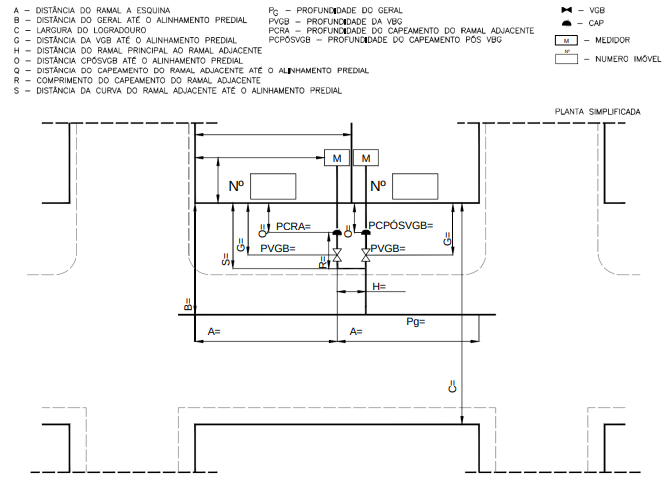 A – DISTÂNCIA DO RAMAL A ESQUINA
B – DISTÂNCIA DO GERAL ATÉ O ALINHAMENTO PREDIAL
C – LARGURA DO LOGRADOURO
G – DISTÂNCIA DA VGB ATÉ O ALINHAMENTO PREDIAL
H – DISTÂNCIA DO RAMAL PRINCIPAL AO RAMAL ADJACENTE
O – DISTÂNCIA CPÓSVGB ATÉ O ALINHAMENTO PREDIAL
Q – DISTÂNCIA DO CAPEAMENTO DO RAMAL ADJACENTE ATÉ O ALINHAMENTO PREDIAL
R – COMPRIMENTO DO CAPEAMENTO DO RAMAL ADJACENTE
S – DISTÂNCIA DA CURVA DO RAMAL ADJACENTE ATÉ O ALINHAMENTO PREDIAL
PG – PROFUNDIDADE DO GERAL
PVGB – PROFUNDIDADE DA VBG
PCRA – PROFUNDIDADE DO CAPEAMENTO DO RAMAL ADJACENTE
PCPÓSVGB – PROFUNDIDADE DO CAPEAMENTO PÓS VBG
– VGB
– CAP
M – MEDIDOR
Nº
– NUMERO IMÓVEL
PLANTA SIMPLIFICADA
M M
Nº Nº
O= PCRA= O= PCPÓSVGB=
S= G= PVGB= R= PVGB= G=
H=
B=
Pg=
A= A=
C=